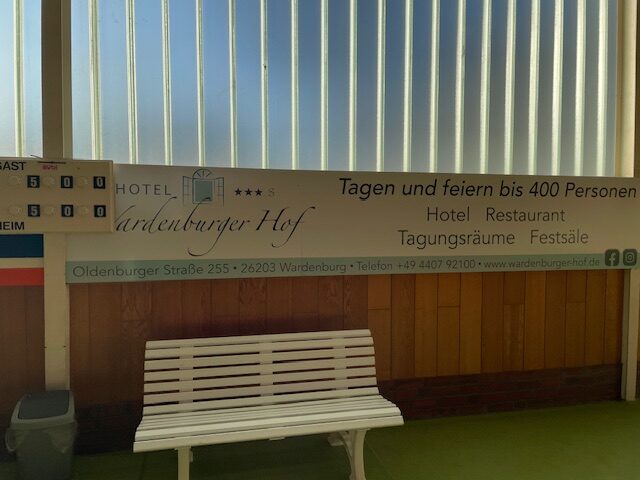 GAST
5 0 0
5 0 0
HEIM
HOTEL ★★★ S
Wardenburger Hof
Tagen und feiern bis 400 Personen
Hotel Restaurant
Tagungsräume Festsäle
Oldenburger Straße 255 • 26203 Wardenburg • Telefon +49 4407 92100 • www.wardenburger-hof.de